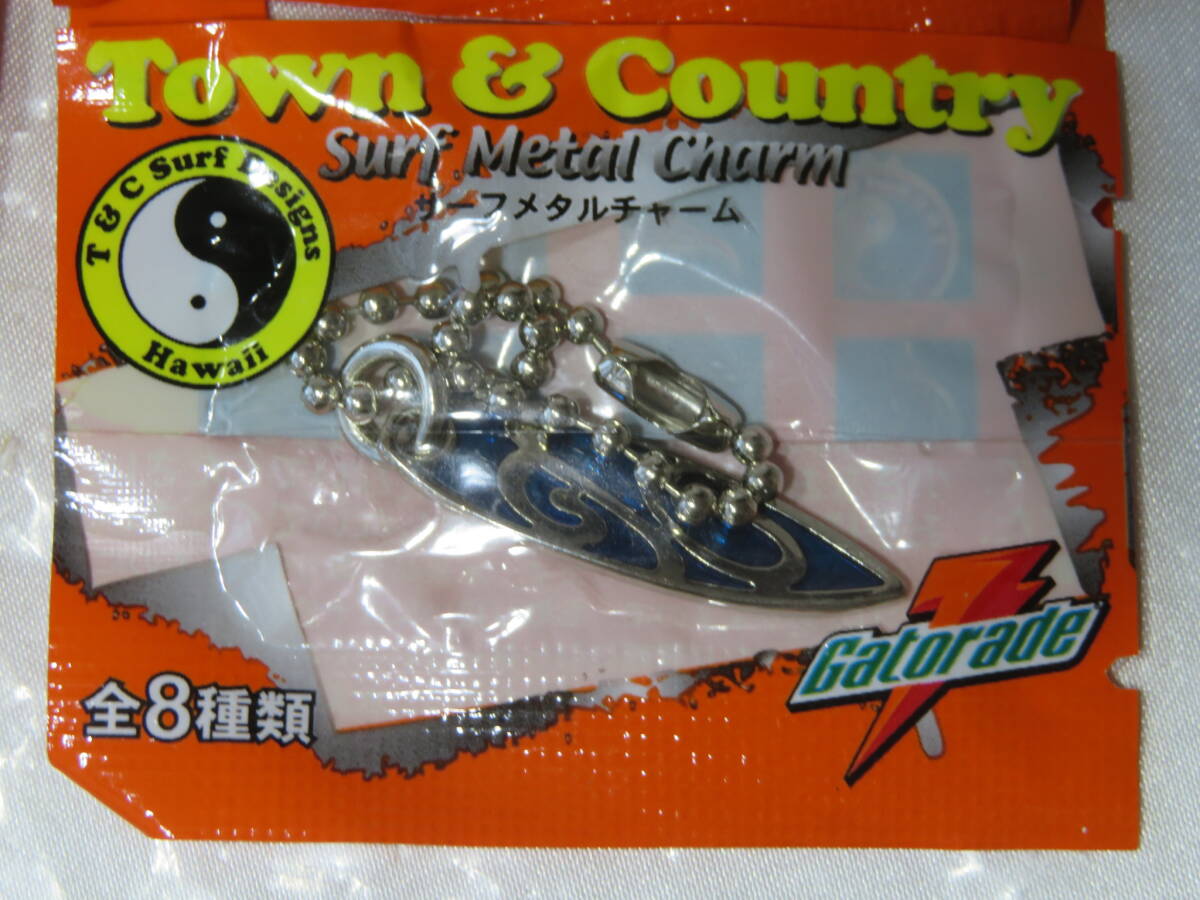 Town & Country
Surf Metal Charm
サーフメタルチャーム
T & C Surf Designs
Hawaii
Gatorade
全8種類